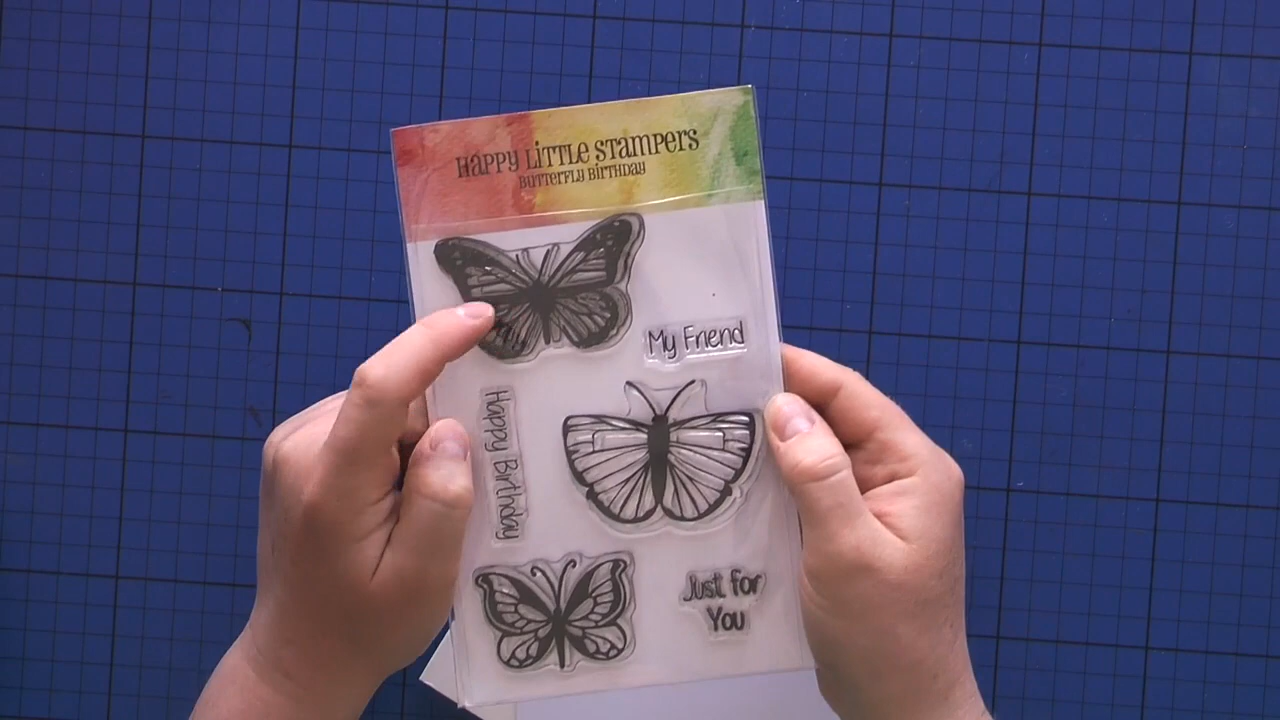 HAPPY LiTTLE STAMPERS
BUTTERFLY BiRTHDAY
My Friend
Happy Birthday
Just for
You